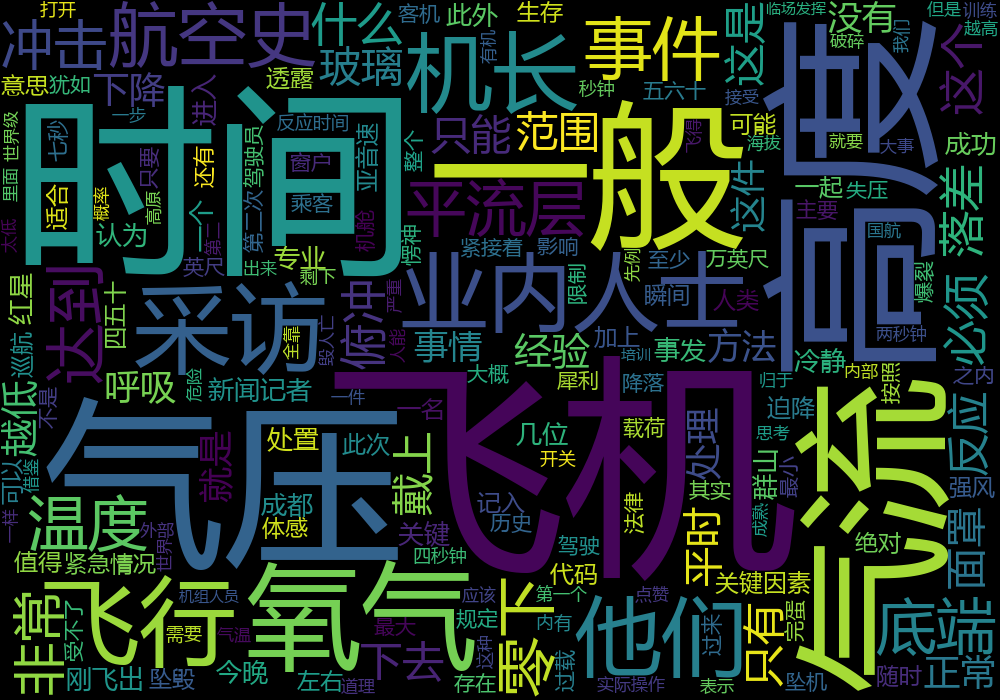 打开
航空史
什么
客机
此外
生存
临场发挥
但是
训练
冲击
机长
有机
事件
这是
没有
越高
破碎
我们
玻璃
意思
犹如
下降
透露
进入
秒钟
五六十
接受
高度
这个
时间
一步
反应时间
只能
一般
范围
飞得
可能
海拔
就要
大事
世界级
里面
七秒
还有
只要
驾驶员
窗户
亚音速
整个
这件
成功
适合
概率
高原
一个
第二次
乘客
平流层
一起
失压
主要
落差
太低
认为
第二
机舱
愣神
紧接着
影响
先例
至少
万英尺
国航
英尺
出来
专业
剩下
严重
业内人士
限制
瞬间
人类
爆裂
红星
达到
四五十
采访
全靠
俯冲
毁人亡
人能
事情
经验
加上
培训
事发
方法
冷静
两秒钟
必须
巡航
越低
不是
呼吸
危险
新闻记者
一件
大概
一名
犀利
降落
归于
内部
按照
之内
气压
飞机
气流
迫降
思考
反应
可以
借鉴
处置
此次
戴上
几位
开关
载荷
处理
群山
最小
强风
一样
温度
就是
成都
体感
关键
记入
历史
法律
其实
成熟
绝对
面罩
外部
世界部
值得
紧急情况
四秒钟
驾驶
代码
平时
关键因素
非常
飞行
氧气
机组人员
应该
第一个
点赞
零下
他们
只有
完蛋
底端
受不了
需要
气温
最大
规定
内有
过载
过来
刚飞出
坠毁
今晚
左右
道理
下去
存在
这种
实际操作
表示
坠机
随时
正常